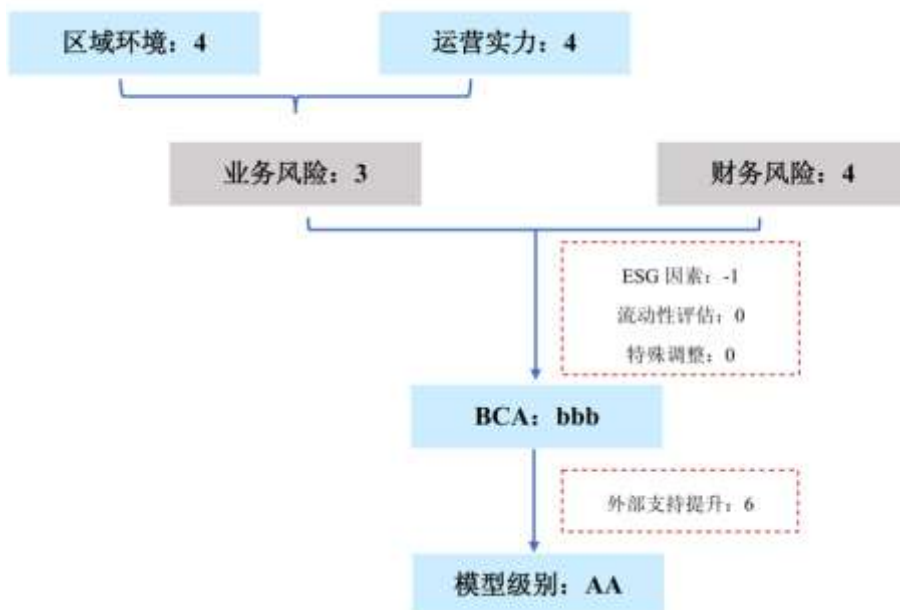 区域环境：4
运营实力：4
业务风险：3
财务风险：4
ESG 因素：-1
流动性评估：0
特殊调整：0
BCA：bbb
外部支持提升：6
模型级别：AA